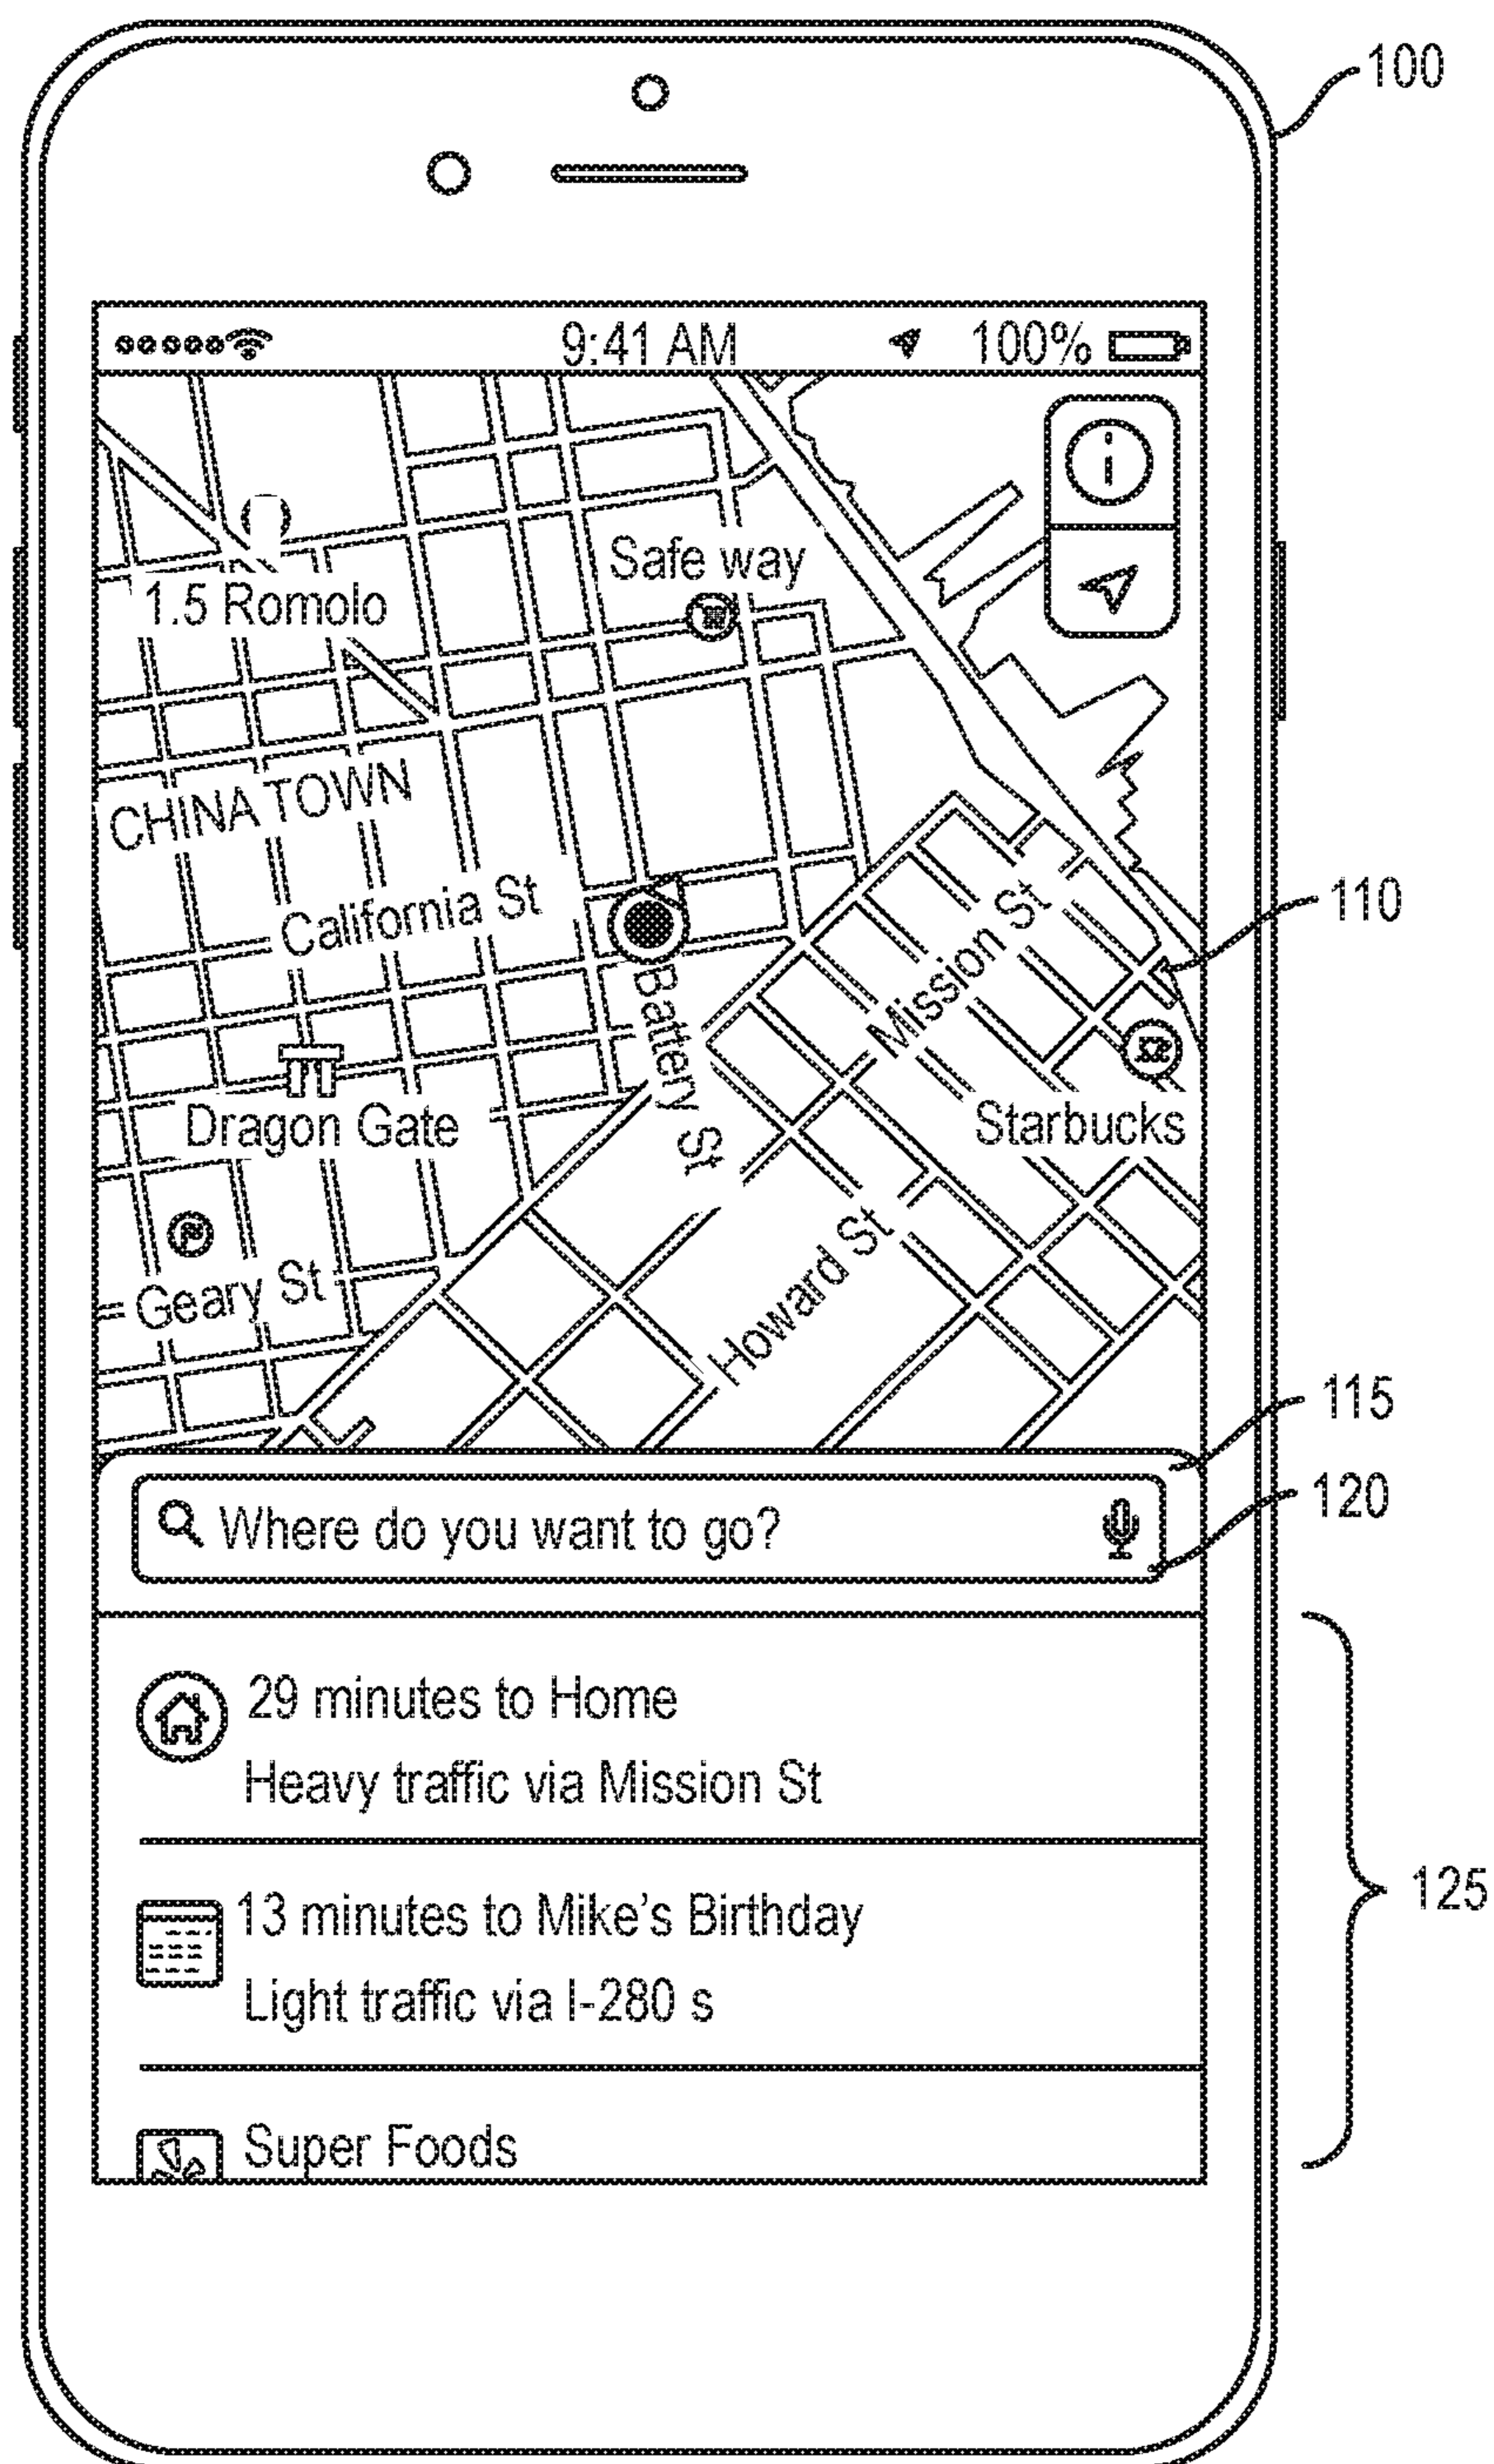 100
9:41 AM 100%
Safe way
1.5 Romolo
CHINA TOWN
California St
110
Mission St
Battery St
Dragon Gate
Starbucks
Geary St
Howard St
115
Where do you want to go?
120
29 minutes to Home
Heavy traffic via Mission St
13 minutes to Mike's Birthday
125
Light traffic via I-280 s
Super Foods